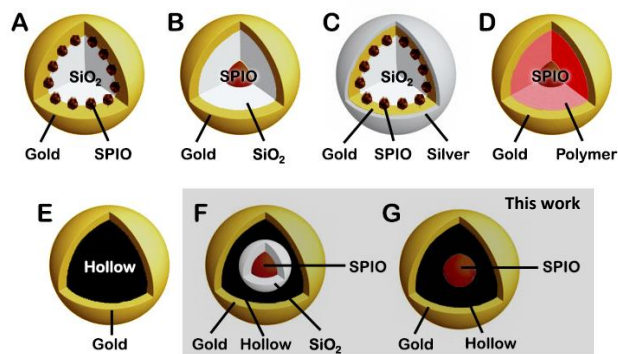 A
B
C
D
SiO₂
SPIO
SiO₂
SPIO
Gold SPIO
Gold SiO₂
Gold SPIO Silver
Gold Polymer
This work
E
F
G
Hollow
SPIO
SPIO
Gold
Gold Hollow SiO₂
Gold Hollow